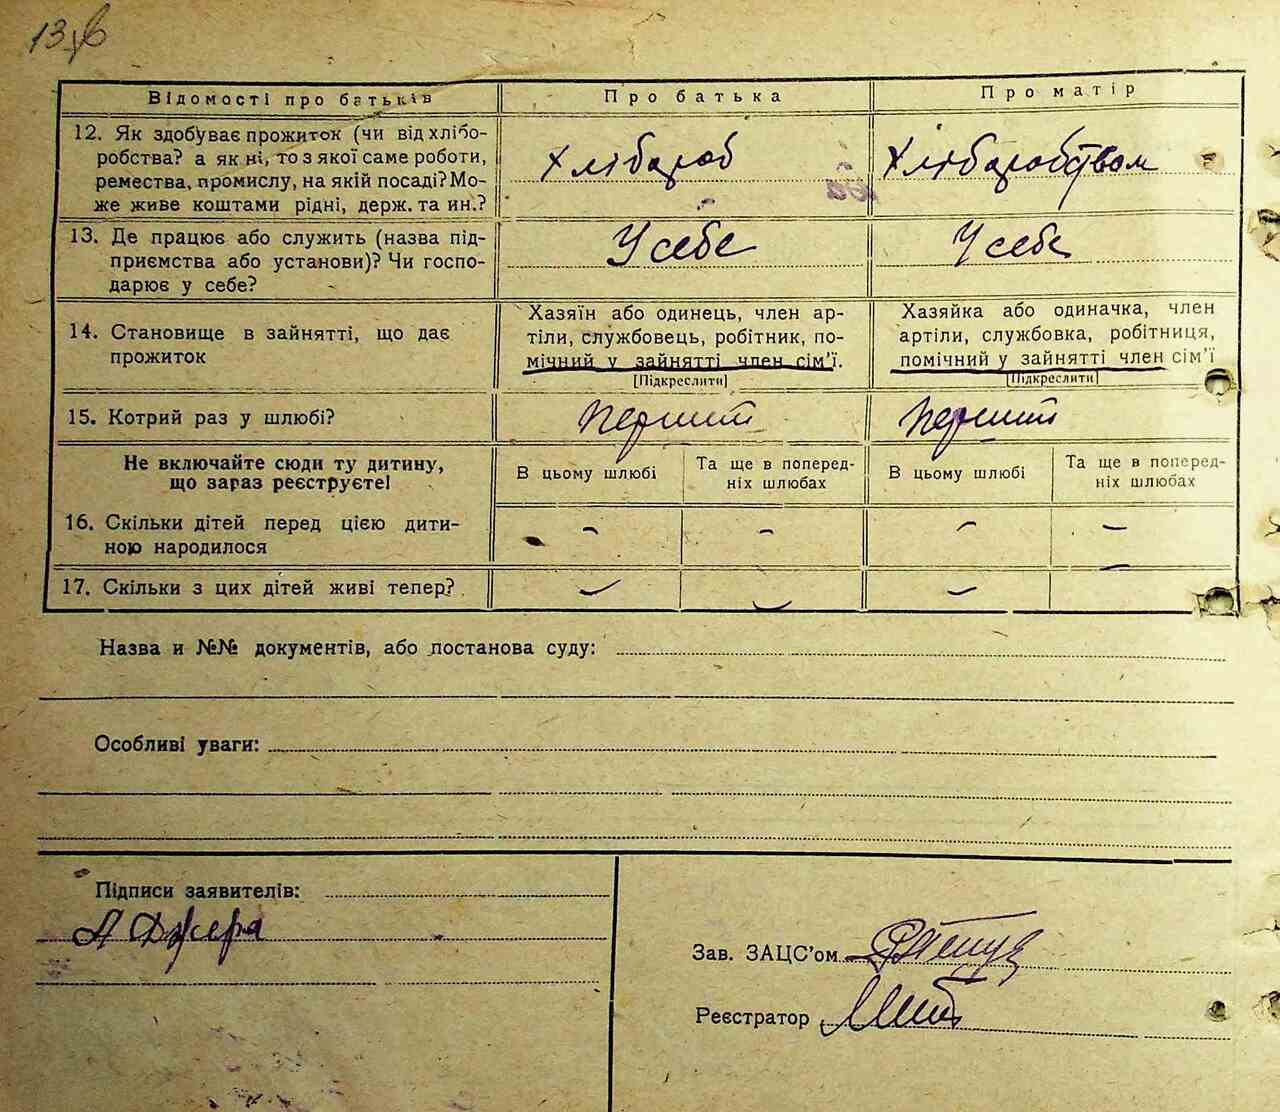 Відомості про батьків Про батька Про матір
12. Як здобуває прожиток (чи від хлібо-
робства? а як ні, то з якої саме роботи,
ремества, промислу, на якій посаді? Мо-
же живе коштами рідні, держ. та ин.?
Хлібороб Хліборобством
13. Де працює або служить (назва під-
приємства або установи)? Чи госпо-
дарює у себе?
У себе У себе
14. Становище в зайнятті, що дає
прожиток
Хазяїн або одинець, член ар-
тіли, службовець, робітник, по-
мічний у зайнятті член сім'ї.
[Підкреслити]
Хазяйка або одиначка, член
артіли, службовка, робітниця,
помічний у зайнятті член сім'ї
[Підкреслити]
15. Котрий раз у шлюбі? Перший Перший
Не включайте сюди ту дитину,
що зараз реєструєте!
В цьому шлюбі
Та ще в поперед-
ніх шлюбах
В цьому шлюбі
Та ще в поперед-
ніх шлюбах
16. Скільки дітей перед цією дити-
ною народилося
– – – –
17. Скільки з цих дітей живі тепер?
– – – –
Назва и №№ документів, або постанова суду:
Особливі уваги:
Підписи заявителів:
А Джера
Зав. ЗАЦС'ом
Реєстратор